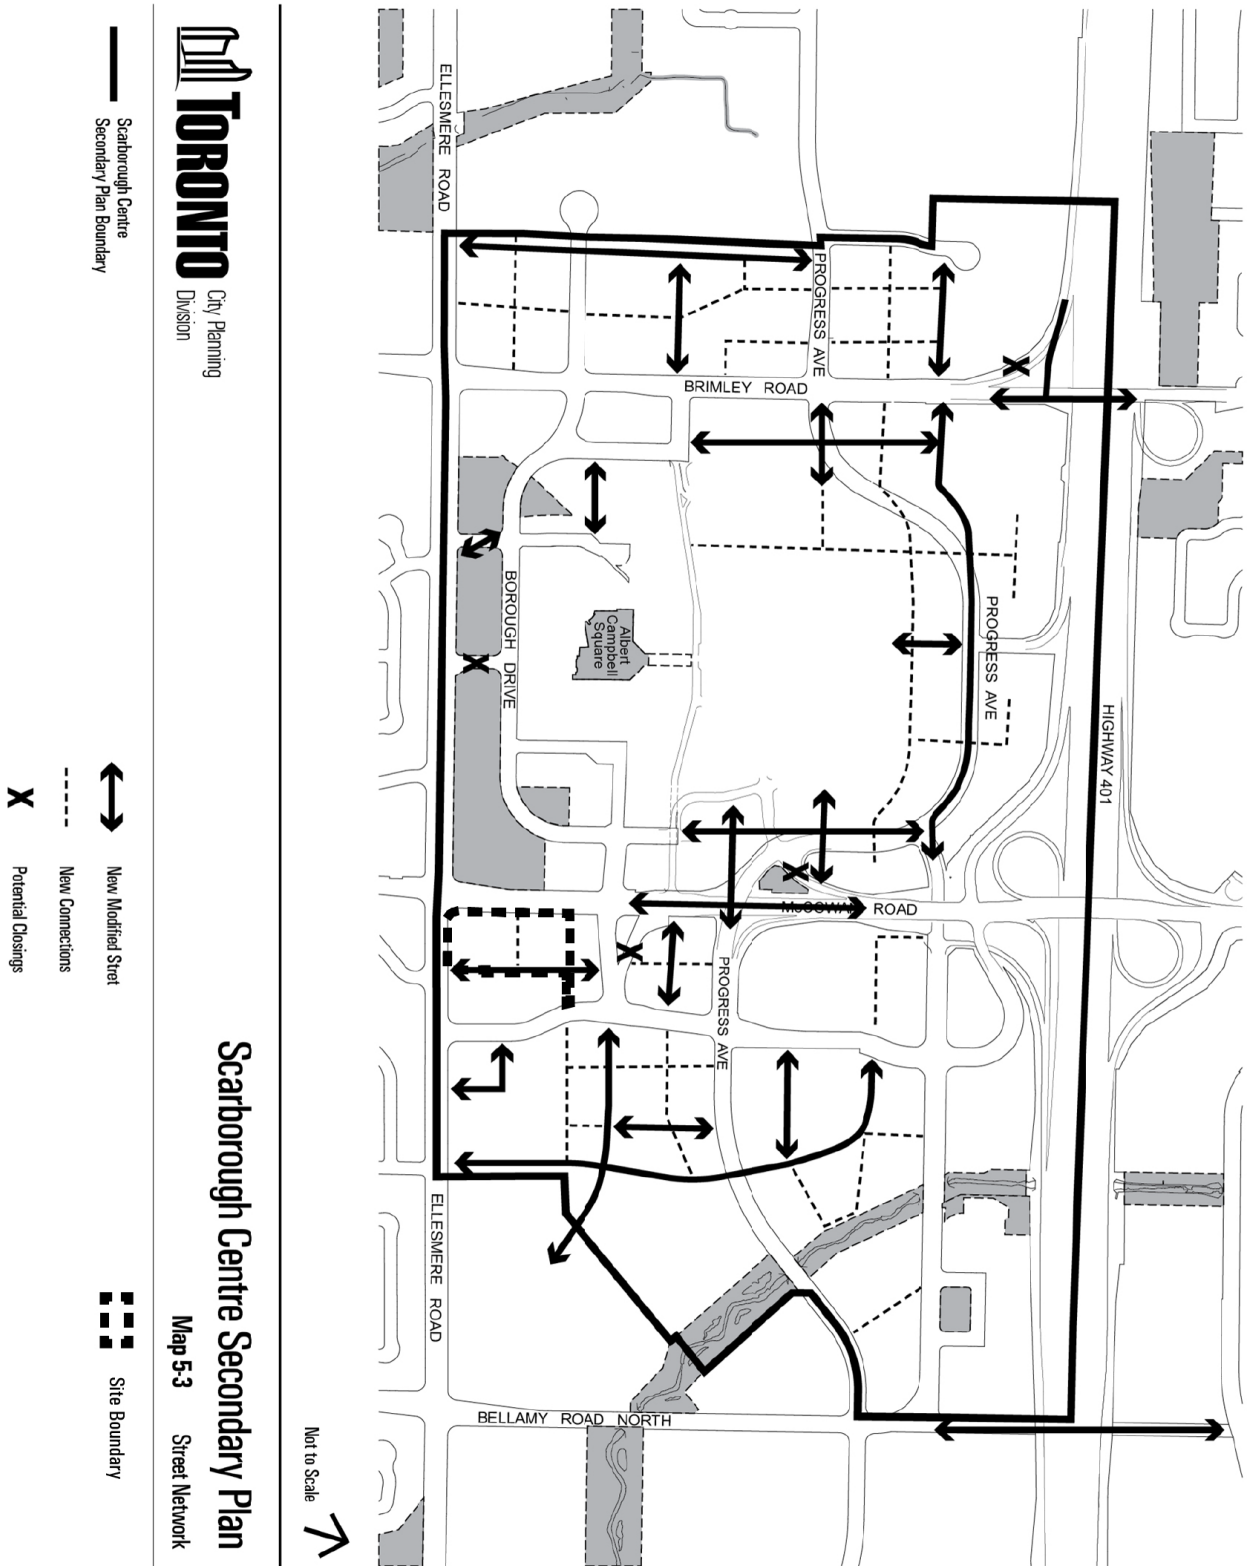 HIGHWAY 401
PROGRESS AVE
PROGRESS AVE
BRIMLEY ROAD
ROAD
PROGRESS AVE
Albert
Campbell
Square
BOROUGH DRIVE
BELLAMY ROAD NORTH
ELLESMERE ROAD
ELLESMERE ROAD
Not to Scale
TORONTO
City Planning
Division
Scarborough Centre Secondary Plan
Map 5-3 Street Network
Scarborough Centre
Secondary Plan Boundary
New Modified Stret
New Connections
X Potential Closings
Site Boundary